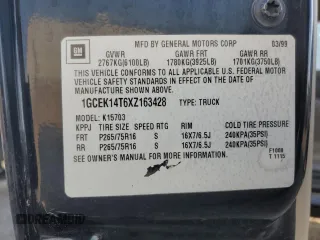 GM
MFD BY GENERAL MOTORS CORP 03/99
GVWR GAWR FRT GAWR RR
2767KG(6100LB) 1780KG(3925LB) 1701KG(3750LB)
THIS VEHICLE CONFORMS TO ALL APPLICABLE U.S. FEDERAL MOTOR
VEHICLE SAFETY STANDARDS IN EFFECT ON THE DATE OF
MANUFACTURE SHOWN ABOVE.
1GCEK14T6XZ163428 TYPE: TRUCK
MODEL: K15703
KPPJ TIRE SIZE SPEED RTG RIM COLD TIRE PRESSURE
FRT P265/75R16 S 16X7/6.5J 240KPA(35PSI)
RR P265/75R16 S 16X7/6.5J 240KPA(35PSI)
SEE OWNER'S MANUAL FOR MORE INFORMATION.
T 1115